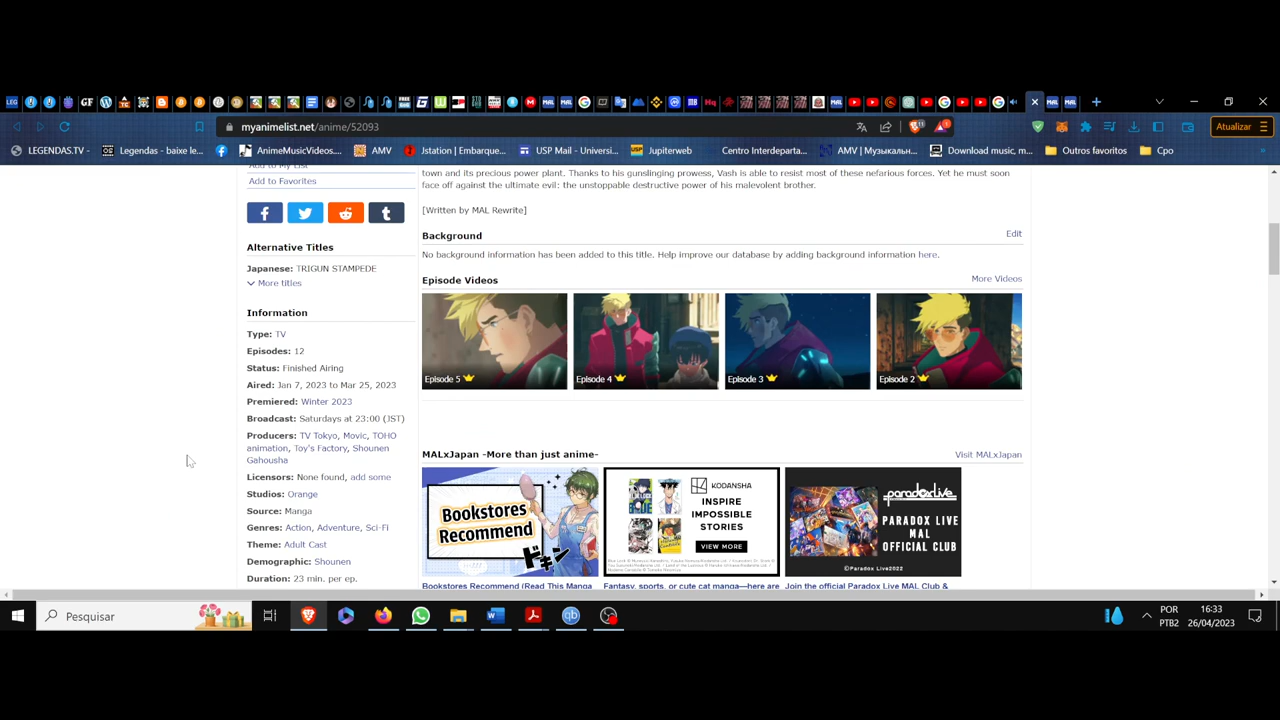 myanimelist.net/anime/52093
Atualizar
LEGENDAS.TV -
Legendas - baixe le...
AnimeMusicVideos....
AMV
Jstation | Embarque...
USP Mail - Universi...
Jupiterweb
Centro Interdeparta...
AMV | Музыкальн...
Download music, m...
Outros favoritos
Cpo
Add to My List
Add to Favorites
town and its precious power plant. Thanks to his gunslinging prowess, Vash is able to resist most of these nefarious forces. Yet he must soon
face off against the ultimate evil: the unstoppable destructive power of his malevolent brother.
[Written by MAL Rewrite]
Background
Edit
No background information has been added to this title. Help improve our database by adding background information here.
Episode Videos
More Videos
Episode 5
Episode 4
Episode 3
Episode 2
Alternative Titles
Japanese: TRIGUN STAMPEDE
More titles
Information
Type: TV
Episodes: 12
Status: Finished Airing
Aired: Jan 7, 2023 to Mar 25, 2023
Premiered: Winter 2023
Broadcast: Saturdays at 23:00 (JST)
Producers: TV Tokyo, Movic, TOHO
animation, Toy's Factory, Shounen
Gahousha
Licensors: None found, add some
Studios: Orange
Source: Manga
Genres: Action, Adventure, Sci-Fi
Theme: Adult Cast
Demographic: Shounen
Duration: 23 min. per ep.
MALxJapan -More than just anime-
Visit MALxJapan
Bookstores
Recommend
ドキン
KODANSHA
INSPIRE
IMPOSSIBLE
STORIES
VIEW MORE
paradoxlive
PARADOX LIVE
MAL
OFFICIAL CLUB
©Paradox Live2022
Bookstores Recommend (Read This Manga
Fantasy, sports, or cute cat manga—here are
Join the official Paradox Live MAL Club &
Pesquisar
POR
PTB2
16:33
26/04/2023